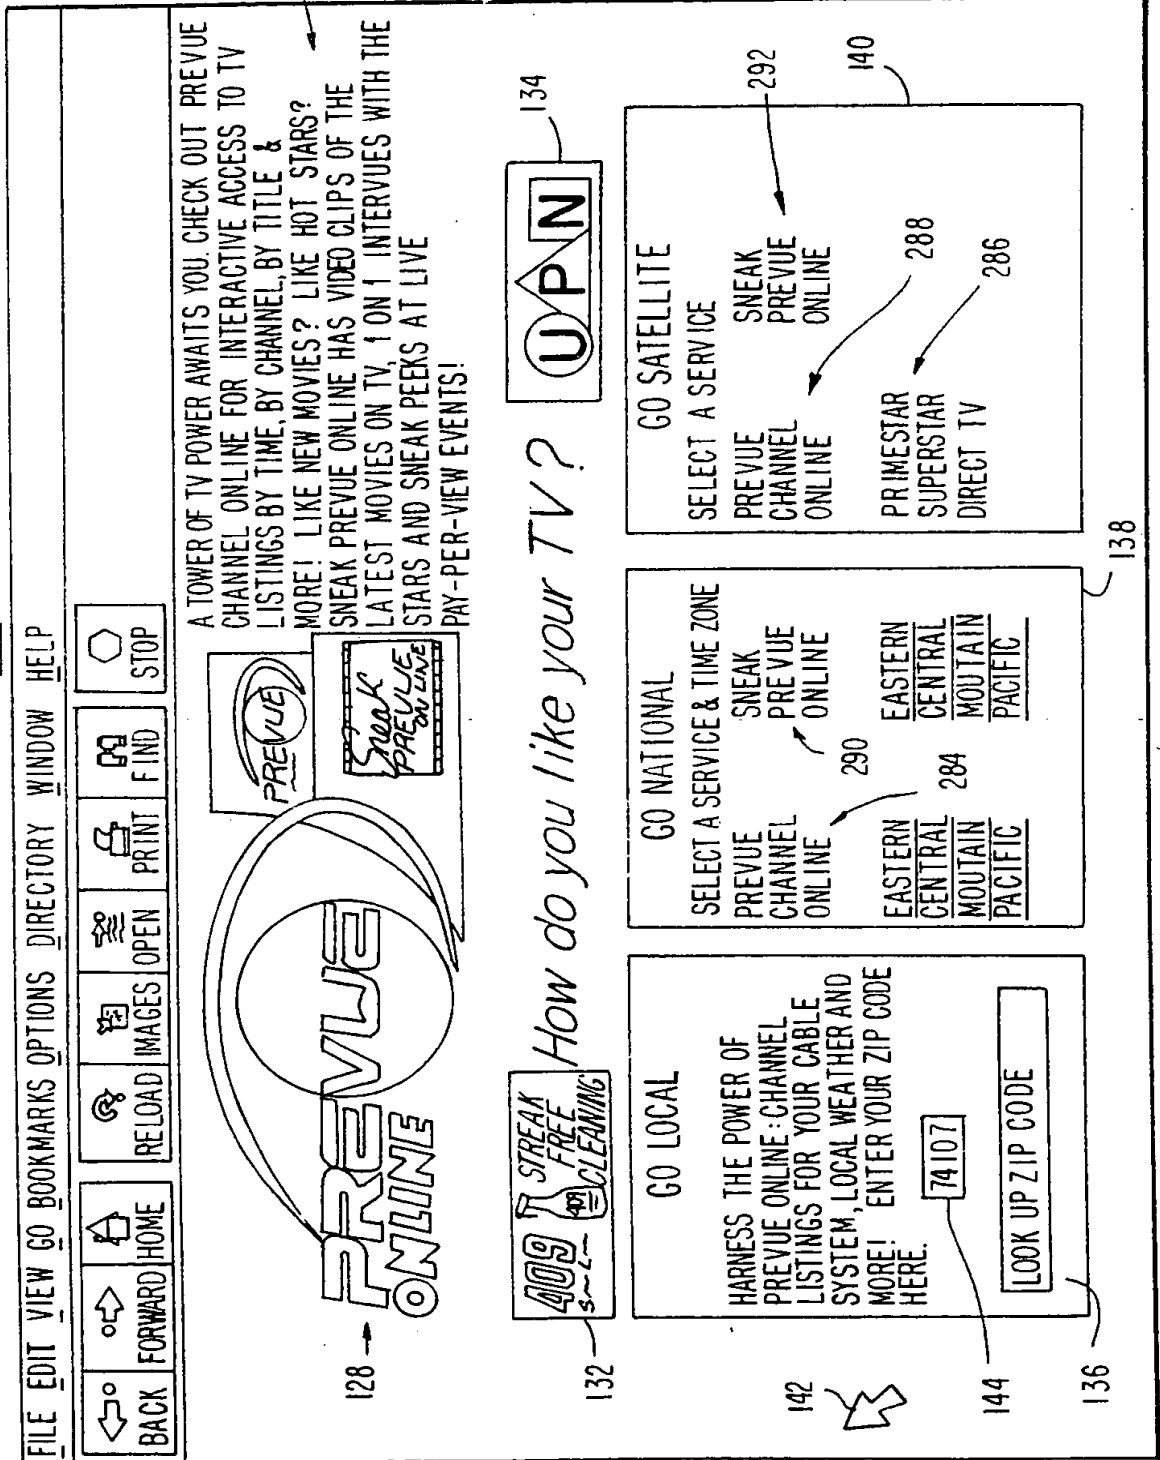 FILE EDIT VIEW GO BOOKMARKS OPTIONS DIRECTORY WINDOW HELP
BACK FORWARD HOME RELOAD IMAGES OPEN PRINT FIND STOP
128
PREVUE
ONLINE
PREVUE
Sneak
PREVUE
ON LINE
A TOWER OF TV POWER AWAITS YOU. CHECK OUT PREVUE
CHANNEL ONLINE FOR INTERACTIVE ACCESS TO TV
LISTINGS BY TIME, BY CHANNEL, BY TITLE &
MORE! LIKE NEW MOVIES? LIKE HOT STARS?
SNEAK PREVUE ONLINE HAS VIDEO CLIPS OF THE
LATEST MOVIES ON TV, 1 ON 1 INTERVUES WITH THE
STARS AND SNEAK PEEKS AT LIVE
PAY-PER-VIEW EVENTS!
132
409
STREAK
FREE
CLEANING
409
How do you like your TV?
UPN
134
142
GO LOCAL
HARNESS THE POWER OF
PREVUE ONLINE: CHANNEL
LISTINGS FOR YOUR CABLE
SYSTEM, LOCAL WEATHER AND
MORE! ENTER YOUR ZIP CODE
HERE.
74107
LOOK UP ZIP CODE
144
136
GO NATIONAL
SELECT A SERVICE & TIME ZONE
PREVUE
CHANNEL
ONLINE
SNEAK
PREVUE
ONLINE
290
284
EASTERN
CENTRAL
MOUTAIN
PACIFIC
EASTERN
CENTRAL
MOUTAIN
PACIFIC
138
GO SATELLITE
SELECT A SERVICE
PREVUE
CHANNEL
ONLINE
SNEAK
PREVUE
ONLINE
PRIMESTAR
SUPERSTAR
DIRECT TV
292
140
288
286